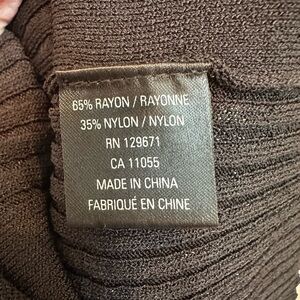 65% RAYON / RAYONNE
35% NYLON / NYLON
RN 129671
CA 11055
MADE IN CHINA
FABRIQUÉ EN CHINE